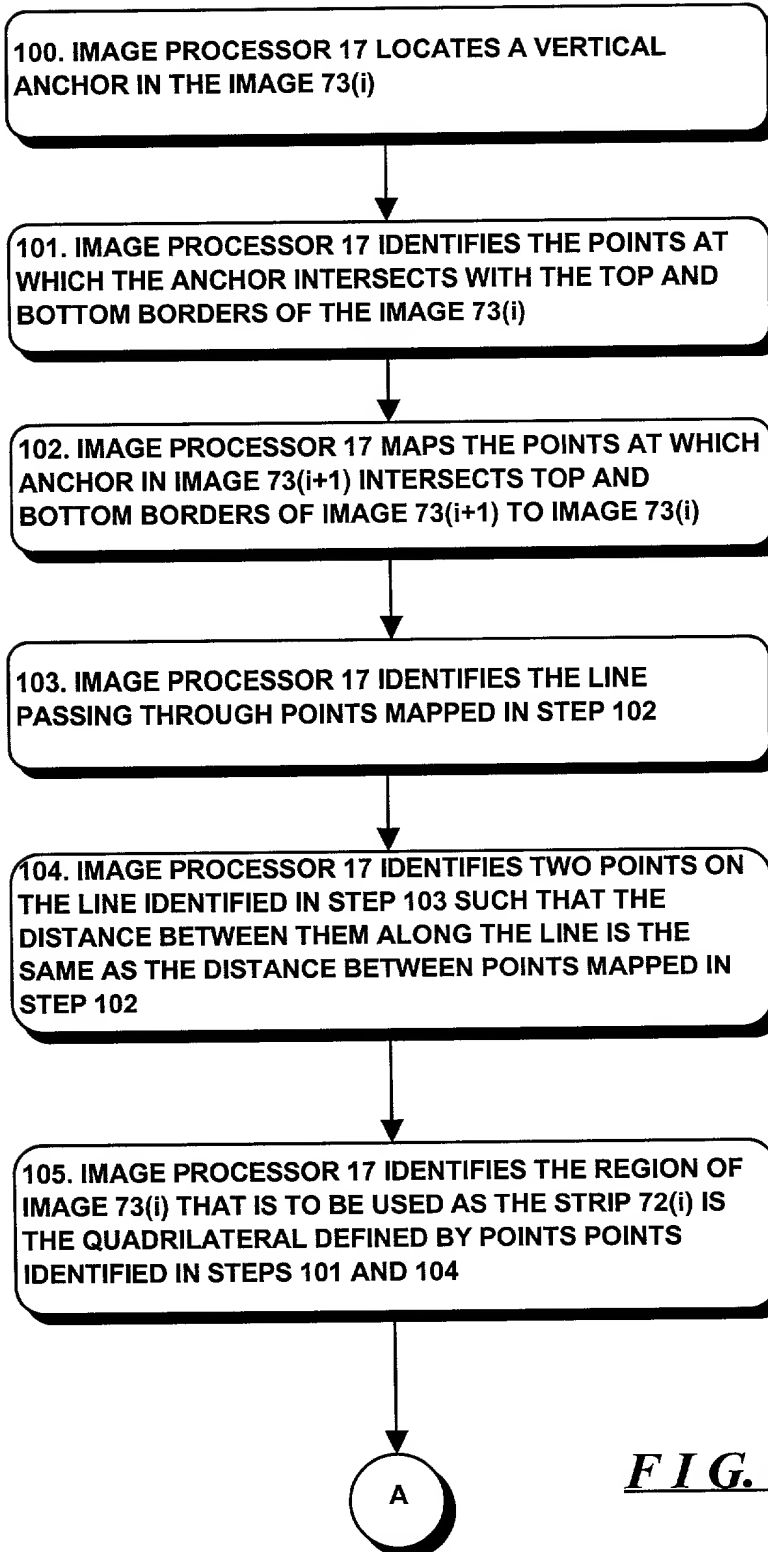 100. IMAGE PROCESSOR 17 LOCATES A VERTICAL
ANCHOR IN THE IMAGE 73(i)
101. IMAGE PROCESSOR 17 IDENTIFIES THE POINTS AT
WHICH THE ANCHOR INTERSECTS WITH THE TOP AND
BOTTOM BORDERS OF THE IMAGE 73(i)
102. IMAGE PROCESSOR 17 MAPS THE POINTS AT WHICH
ANCHOR IN IMAGE 73(i+1) INTERSECTS TOP AND
BOTTOM BORDERS OF IMAGE 73(i+1) TO IMAGE 73(i)
103. IMAGE PROCESSOR 17 IDENTIFIES THE LINE
PASSING THROUGH POINTS MAPPED IN STEP 102
104. IMAGE PROCESSOR 17 IDENTIFIES TWO POINTS ON
THE LINE IDENTIFIED IN STEP 103 SUCH THAT THE
DISTANCE BETWEEN THEM ALONG THE LINE IS THE
SAME AS THE DISTANCE BETWEEN POINTS MAPPED IN
STEP 102
105. IMAGE PROCESSOR 17 IDENTIFIES THE REGION OF
IMAGE 73(i) THAT IS TO BE USED AS THE STRIP 72(i) IS
THE QUADRILATERAL DEFINED BY POINTS POINTS
IDENTIFIED IN STEPS 101 AND 104
A
FIG.